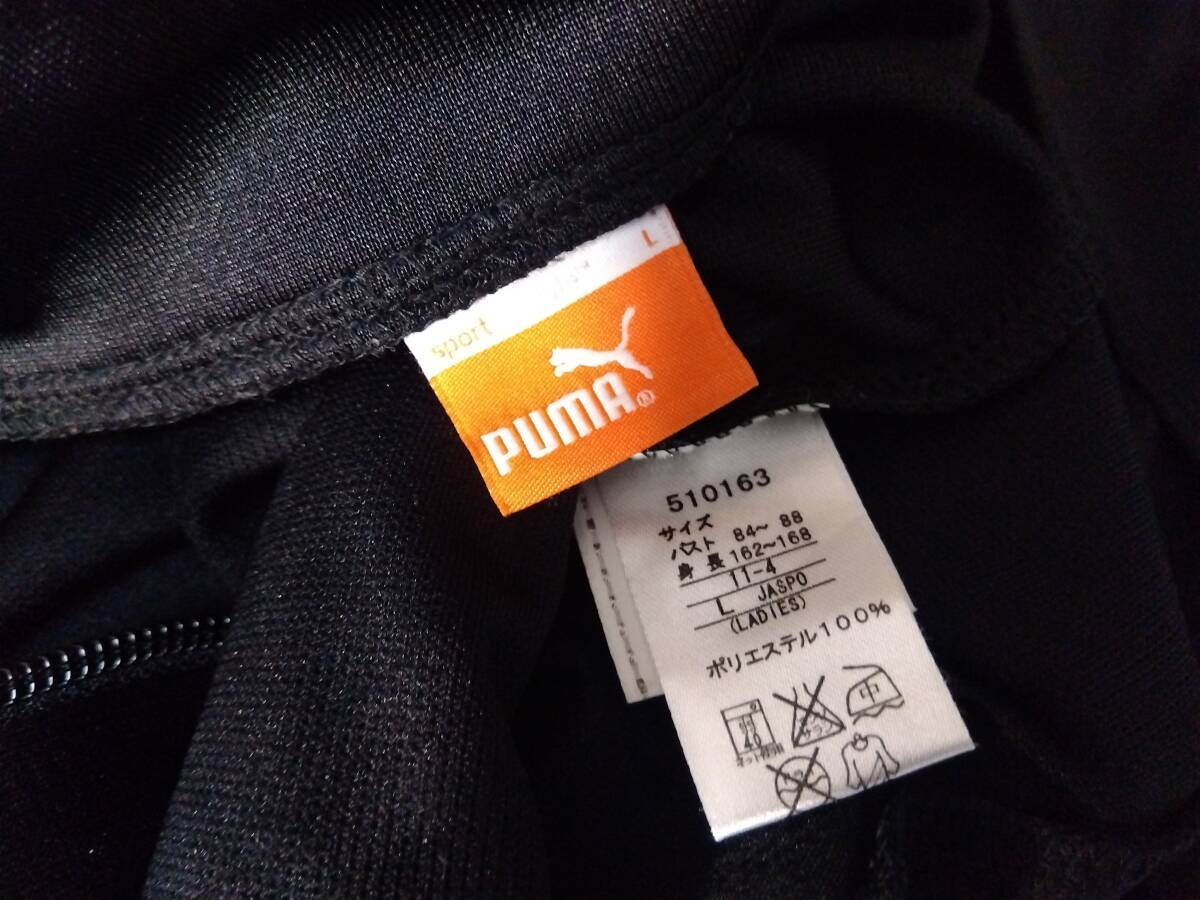 sport
L
PUMA®
510163
サイズ
バスト 84~ 88
身 長 162~168
11-4
L JASPO
(LADIES)
ポリエステル100%
40
中